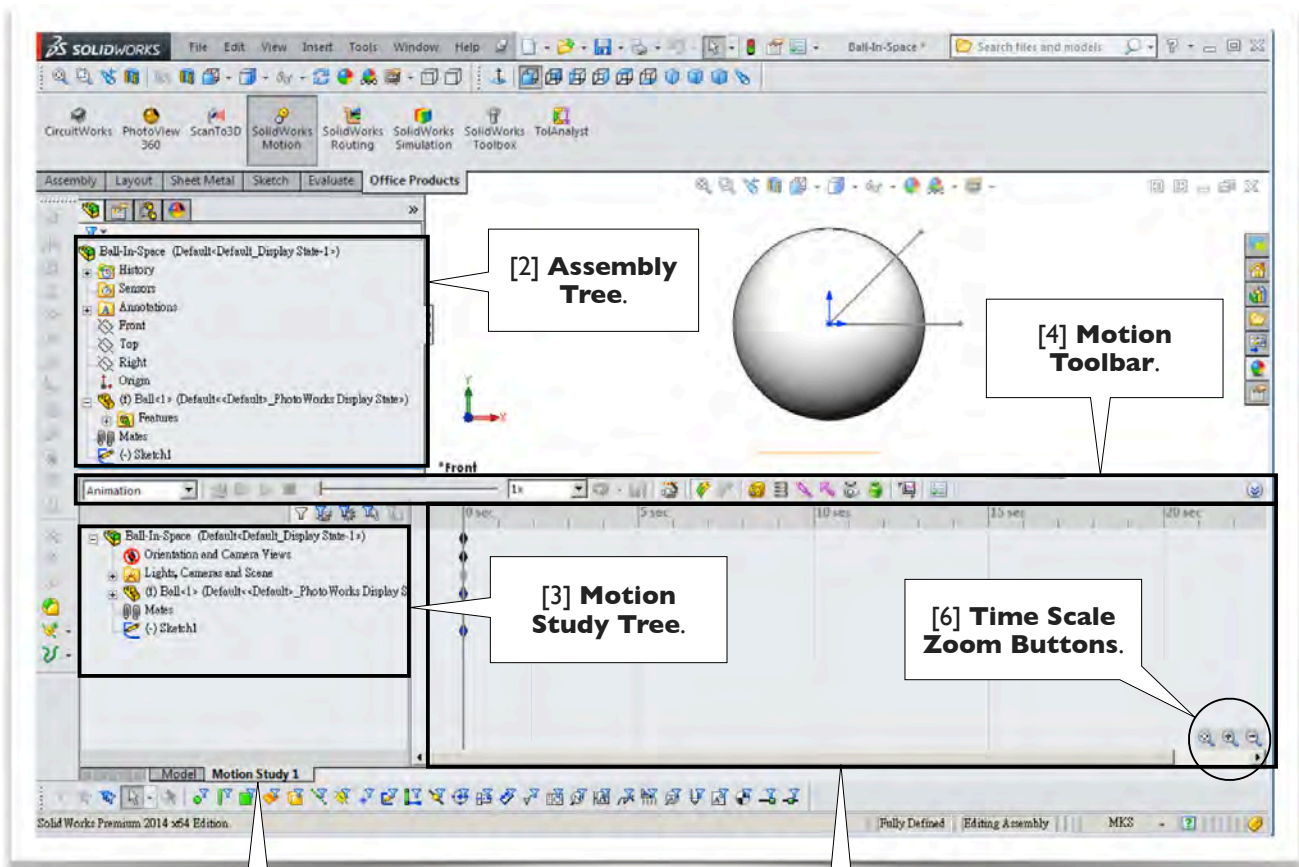 SOLIDWORKS File Edit View Insert Tools Window Help Ball-In-Space * Search files and models
CircuitWorks PhotoView 360 ScanTo3D SolidWorks Motion SolidWorks Routing SolidWorks Simulation SolidWorks Toolbox TolAnalyst
Assembly Layout Sheet Metal Sketch Evaluate Office Products
Ball-In-Space (Default<Default_Display State-1>)
History
Sensors
Annotations
Front
Top
Right
Origin
(f) Ball<1> (Default<<Default>_PhotoWorks Display State>)
Features
Mates
(-) Sketch1
[2] Assembly
Tree.
[4] Motion
Toolbar.
Y
X
*Front
Animation 1x
0 sec 5 sec 10 sec 15 sec 20 sec
Ball-In-Space (Default<Default_Display State-1>)
Orientation and Camera Views
Lights, Cameras and Scene
(f) Ball<1> (Default<<Default>_PhotoWorks Display S
Mates
(-) Sketch1
[3] Motion
Study Tree.
[6] Time Scale
Zoom Buttons.
Model Motion Study 1
SolidWorks Premium 2014 x64 Edition Fully Defined Editing Assembly MKS